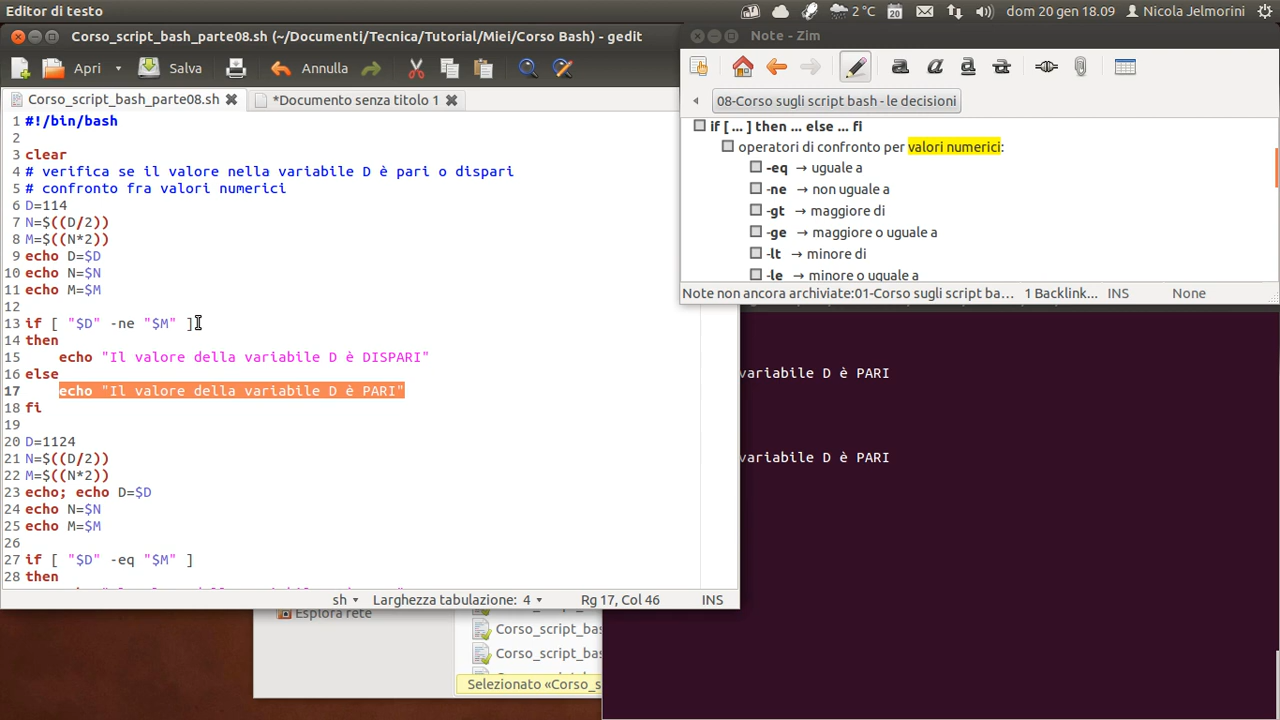 Editor di testo
2 °C
20
dom 20 gen 18.09
Nicola Jelmorini
Corso_script_bash_parte08.sh (~/Documenti/Tecnica/Tutorial/Miei/Corso Bash) - gedit
Apri
Salva
Annulla
Corso_script_bash_parte08.sh
*Documento senza titolo 1
1 #!/bin/bash
2
3 clear
4 # verifica se il valore nella variabile D è pari o dispari
5 # confronto fra valori numerici
6 D=114
7 N=$((D/2))
8 M=$((N*2))
9 echo D=$D
10 echo N=$N
11 echo M=$M
12
13 if [ "$D" -ne "$M" ]
14 then
15 echo "Il valore della variabile D è DISPARI"
16 else
17 echo "Il valore della variabile D è PARI"
18 fi
19
20 D=1124
21 N=$((D/2))
22 M=$((N*2))
23 echo; echo D=$D
24 echo N=$N
25 echo M=$M
26
27 if [ "$D" -eq "$M" ]
28 then
sh
Larghezza tabulazione: 4
Rg 17, Col 46
INS
Note - Zim
08-Corso sugli script bash - le decisioni
if [ ... ] then ... else ... fi
operatori di confronto per valori numerici:
-eq → uguale a
-ne → non uguale a
-gt → maggiore di
-ge → maggiore o uguale a
-lt → minore di
-le → minore o uguale a
Note non ancora archiviate:01-Corso sugli script ba...
1 Backlink...
INS
None
variabile D è PARI
variabile D è PARI
Esplora rete
Corso_script_bas
Corso_script_bas
Selezionato «Corso_s